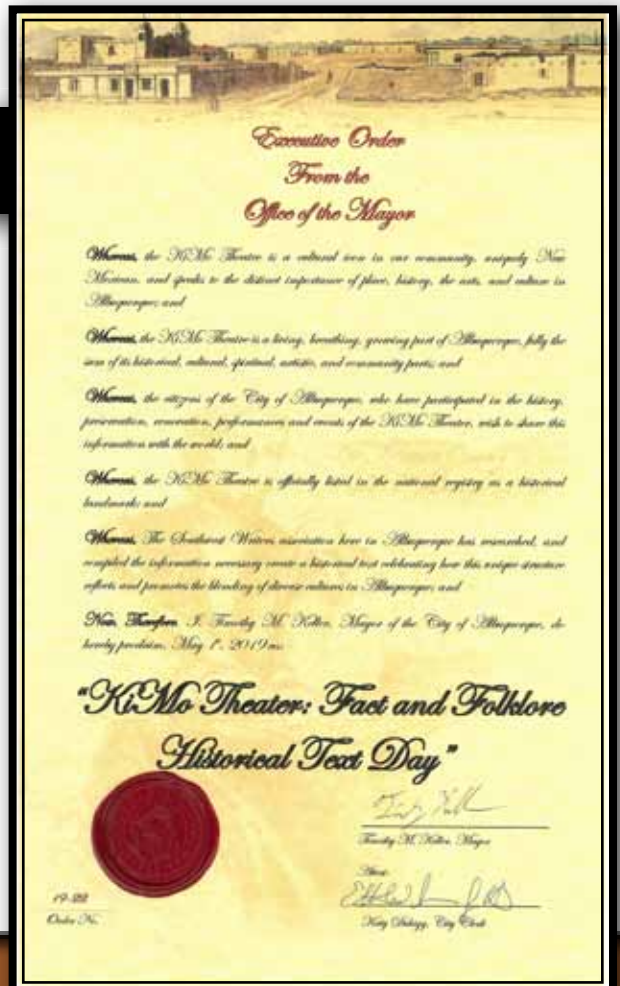 Executive Order
From the
Office of the Mayor
Whereas, the KiMo Theatre is a cultural icon in our community, uniquely New
Mexican, and speaks to the distinct importance of place, history, the arts, and culture in
Albuquerque; and
Whereas, the KiMo Theatre is a living, breathing, growing part of Albuquerque, fully the
sum of its historical, cultural, spiritual, artistic, and community parts; and
Whereas, the citizens of the City of Albuquerque, who have participated in the history,
preservation, renovation, performances and events of the KiMo Theater, wish to share this
information with the world; and
Whereas, the KiMo Theatre is officially listed in the national registry as a historical
landmark; and
Whereas, The Southwest Writers association here in Albuquerque has researched, and
compiled the information necessary create a historical text celebrating how this unique structure
reflects and promotes the blending of diverse cultures in Albuquerque; and
Now, Therefore I, Timothy M. Keller, Mayor of the City of Albuquerque, do
hereby proclaim, May 1st, 2019 as:
"KiMo Theater: Fact and Folklore
Historical Text Day"
Timothy M. Keller, Mayor
Attest:
19-22
Order No.
City Clerk